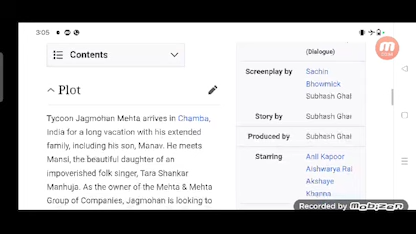 3:05
Contents
(Dialogue)
Screenplay by Sachin
Bhowmick
Subhash Ghai
Plot
Story by Subhash Ghai
Produced by Subhash Ghai
Starring Anil Kapoor
Aishwarya Rai
Akshaye
Khanna
Tycoon Jagmohan Mehta arrives in Chamba,
India for a long vacation with his extended
family, including his son, Manav. He meets
Mansi, the beautiful daughter of an
impoverished folk singer, Tara Shankar
Manhuja. As the owner of the Mehta & Mehta
Group of Companies, Jagmohan is looking to
Recorded by Mobizen